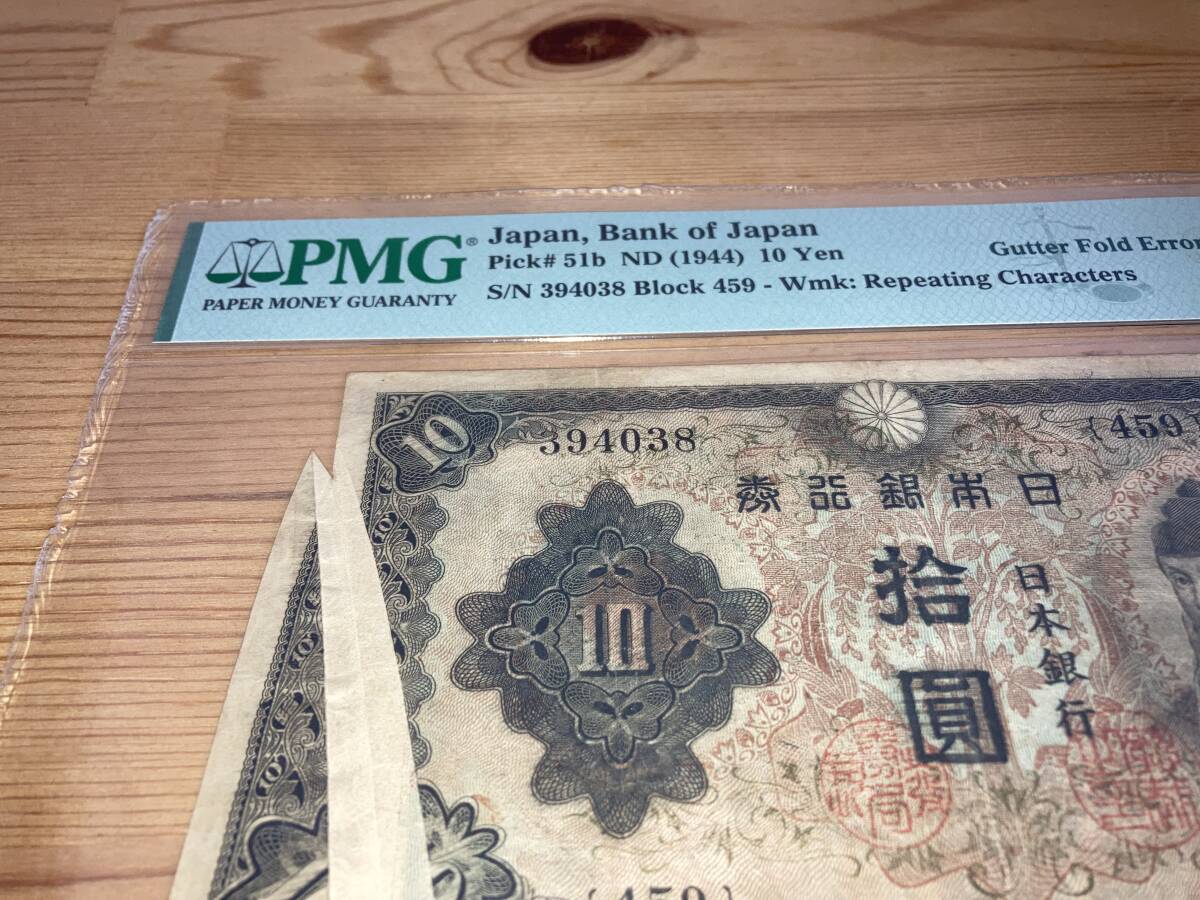 PMG®
PAPER MONEY GUARANTY
Japan, Bank of Japan
Pick# 51b ND (1944) 10 Yen
Gutter Fold Error
S/N 394038 Block 459 - Wmk: Repeating Characters
10
394038
{459
券行銀本日
10
拾圓
日本銀行
{459}